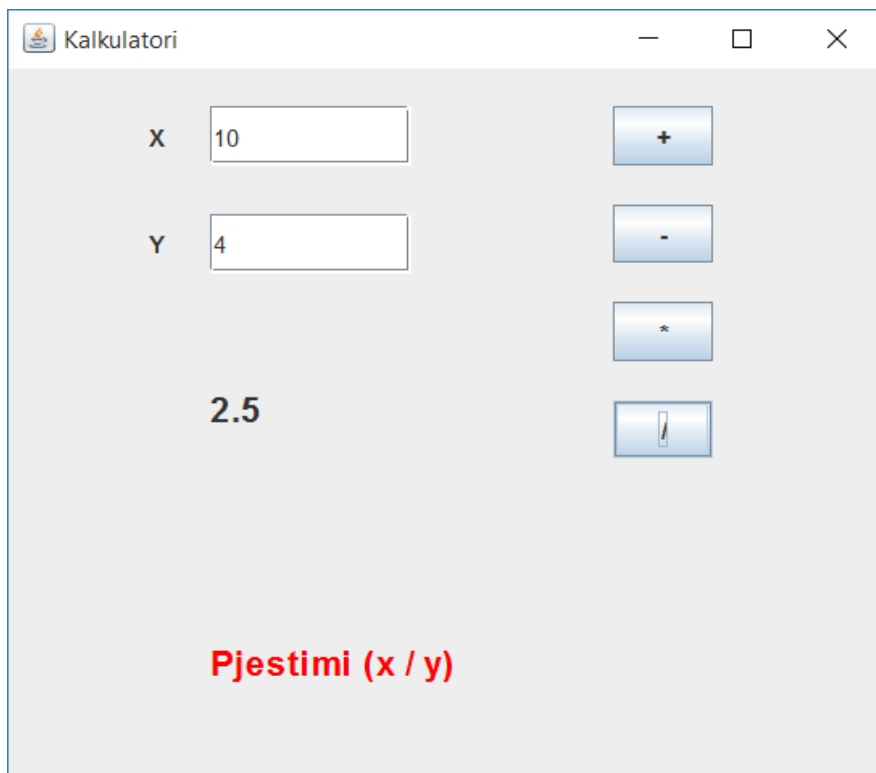 Kalkulatori
X 10 +
Y 4 -
*
2.5 /
Pjestimi (x / y)